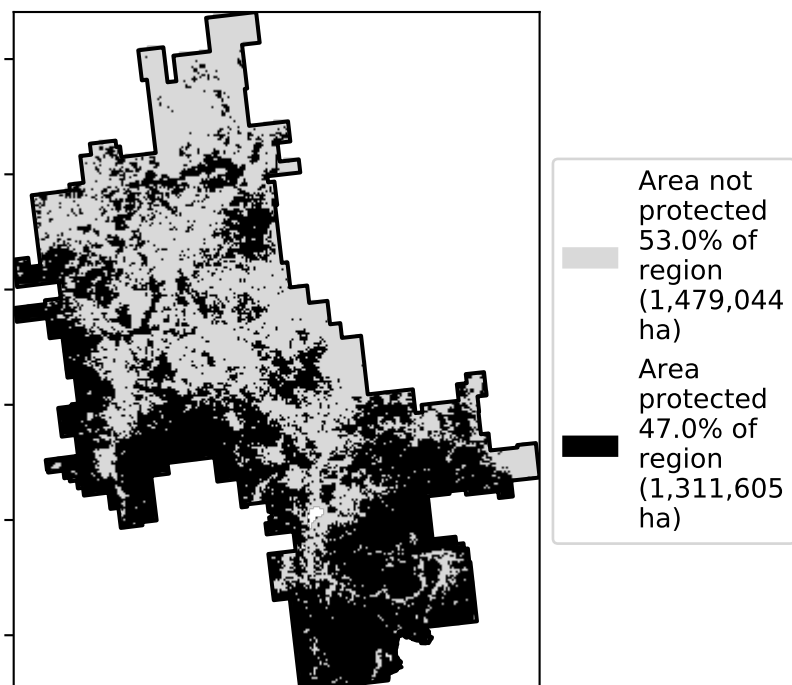 Area not
protected
53.0% of
region
(1,479,044
ha)
Area
protected
47.0% of
region
(1,311,605
ha)